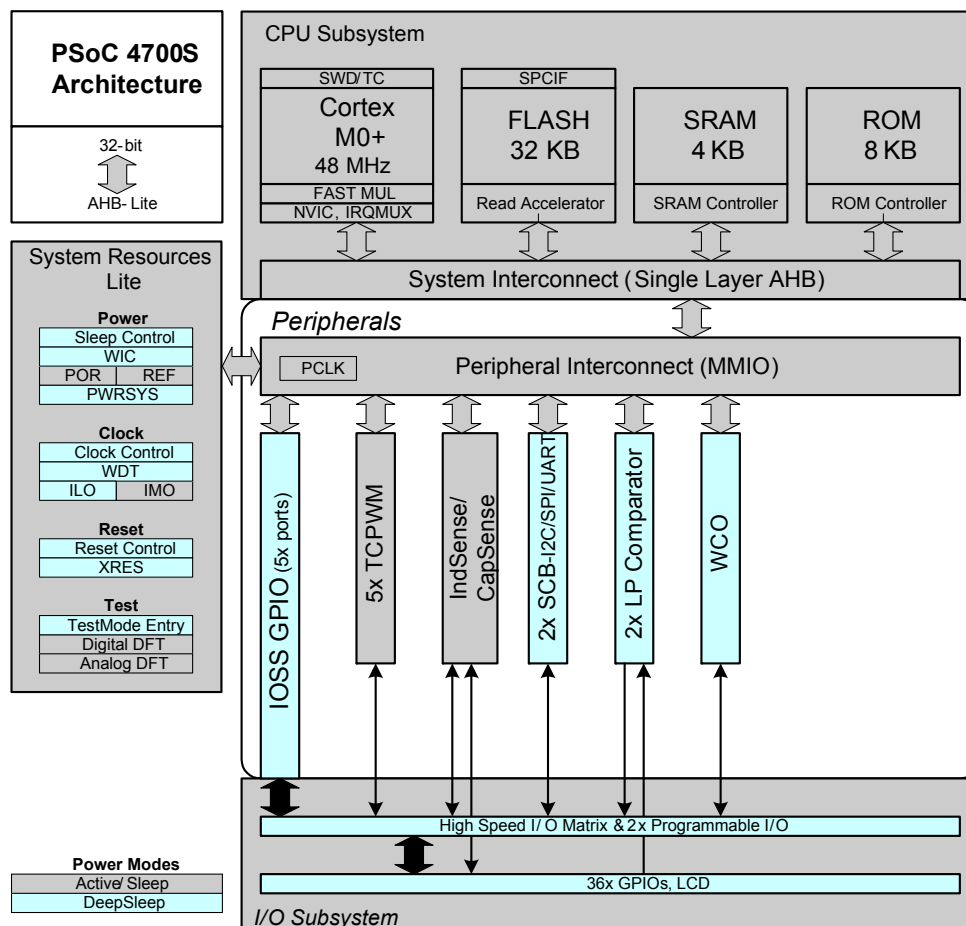 PSoC 4700S
Architecture
32-bit
AHB- Lite
CPU Subsystem
SWD/TC
Cortex
M0+
48 MHz
FAST MUL
NVIC, IRQMUX
SPCIF
FLASH
32 KB
Read Accelerator
SRAM
4 KB
SRAM Controller
ROM
8 KB
ROM Controller
System Interconnect (Single Layer AHB)
System Resources
Lite
Power
Sleep Control
WIC
POR REF
PWRSYS
Clock
Clock Control
WDT
ILO IMO
Reset
Reset Control
XRES
Test
TestMode Entry
Digital DFT
Analog DFT
Peripherals
PCLK
Peripheral Interconnect (MMIO)
IOSS GPIO (5x ports)
5x TCPWM
IndSense/
CapSense
2x SCB-I2C/SPI/UART
2x LP Comparator
WCO
High Speed I/ O Matrix & 2x Programmable I/O
36x GPIOs, LCD
I/O Subsystem
Power Modes
Active/ Sleep
DeepSleep